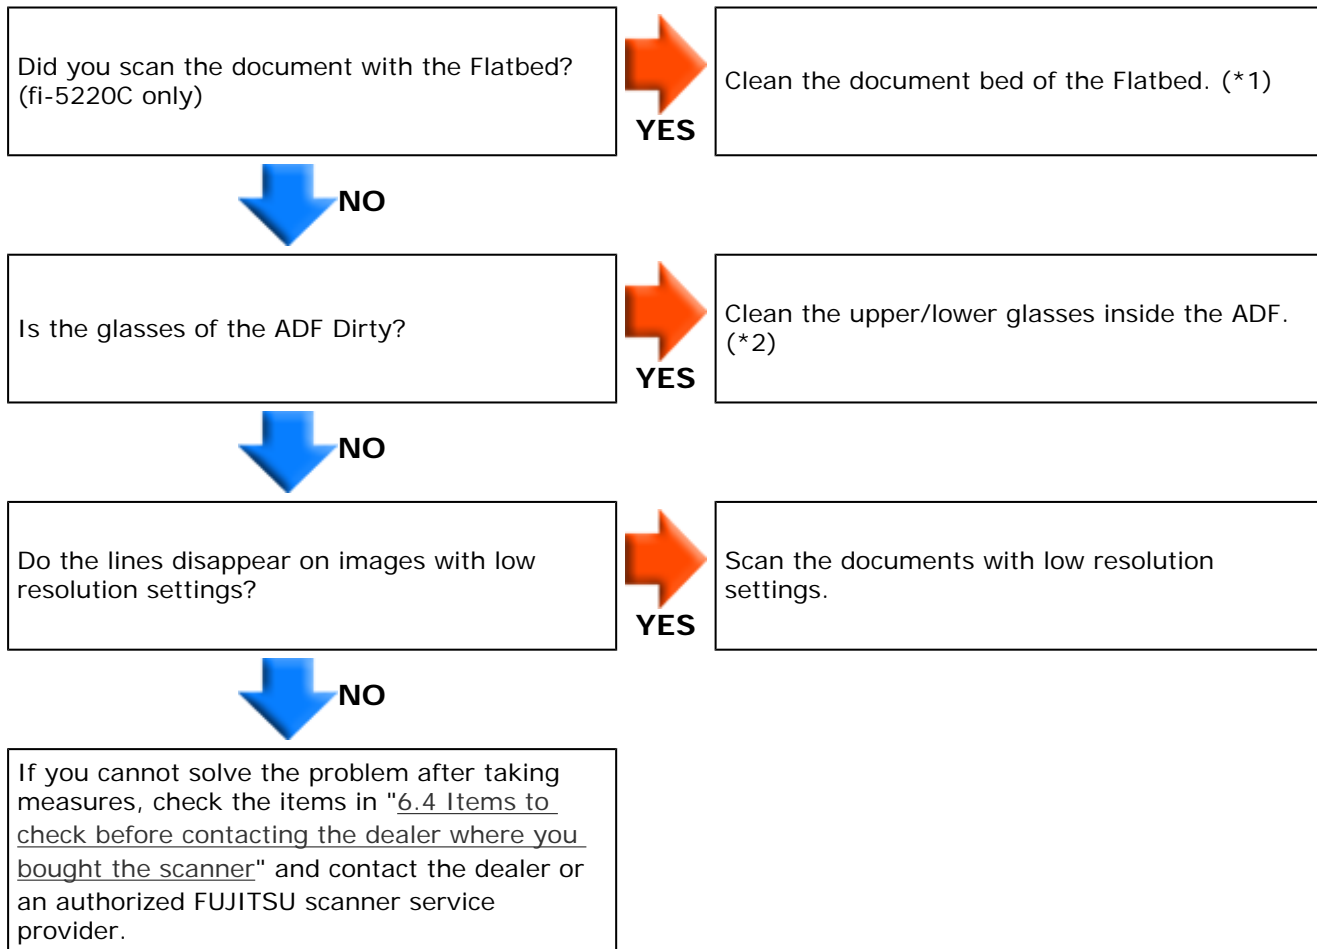 Did you scan the document with the Flatbed?
(fi-5220C only)
YES
Clean the document bed of the Flatbed. (*1)
NO
Is the glasses of the ADF Dirty?
YES
Clean the upper/lower glasses inside the ADF.
(*2)
NO
Do the lines disappear on images with low
resolution settings?
YES
Scan the documents with low resolution
settings.
NO
If you cannot solve the problem after taking
measures, check the items in "6.4 Items to
check before contacting the dealer where you
bought the scanner" and contact the dealer or
an authorized FUJITSU scanner service
provider.